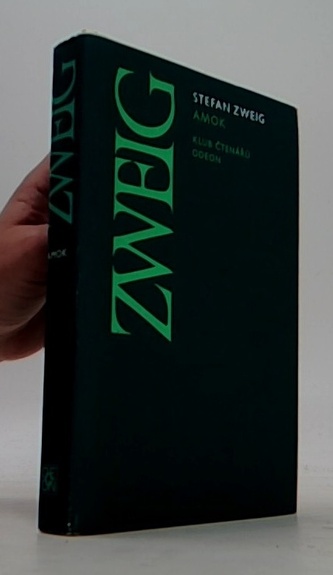 ZWEIG
AMOK
ZWEIG
STEFAN ZWEIG
AMOK
KLUB ČTENÁŘŮ
ODEON